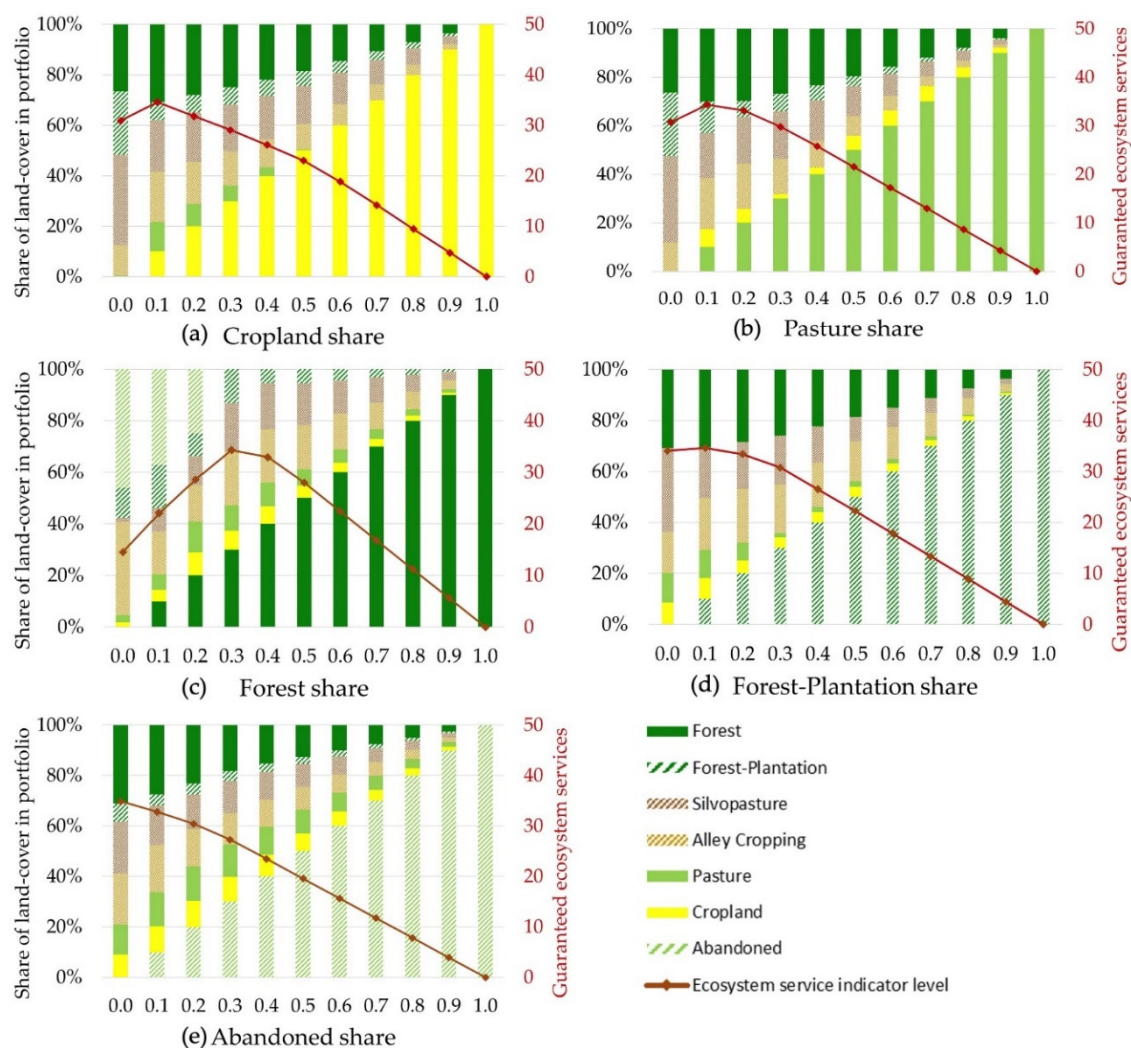 Share of land-cover in portfolio
100%
80%
60%
40%
20%
0%
50
40
30
20
10
0
0.0 0.1 0.2 0.3 0.4 0.5 0.6 0.7 0.8 0.9 1.0
(a) Cropland share
100%
80%
60%
40%
20%
0%
50
40
30
20
10
0
Guaranteed ecosystem services
0.0 0.1 0.2 0.3 0.4 0.5 0.6 0.7 0.8 0.9 1.0
(b) Pasture share
Share of land-cover in portfolio
100%
80%
60%
40%
20%
0%
50
40
30
20
10
0
0.0 0.1 0.2 0.3 0.4 0.5 0.6 0.7 0.8 0.9 1.0
(c) Forest share
100%
80%
60%
40%
20%
0%
50
40
30
20
10
0
Guaranteed ecosystem services
0.0 0.1 0.2 0.3 0.4 0.5 0.6 0.7 0.8 0.9 1.0
(d) Forest-Plantation share
Share of land-cover in portfolio
100%
80%
60%
40%
20%
0%
50
40
30
20
10
0
Guaranteed ecosystem services
0.0 0.1 0.2 0.3 0.4 0.5 0.6 0.7 0.8 0.9 1.0
(e) Abandoned share
Forest
Forest-Plantation
Silvopasture
Alley Cropping
Pasture
Cropland
Abandoned
Ecosystem service indicator level